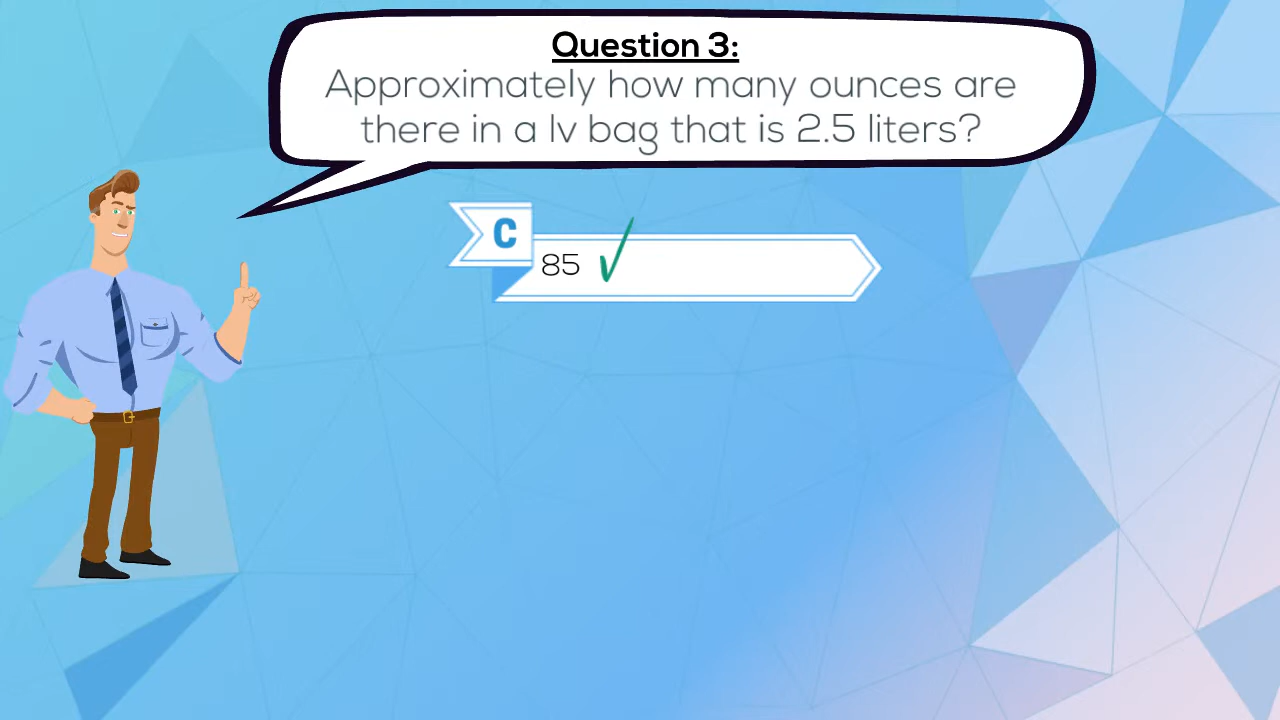 Question 3:
Approximately how many ounces are
there in a Iv bag that is 2.5 liters?
C
85